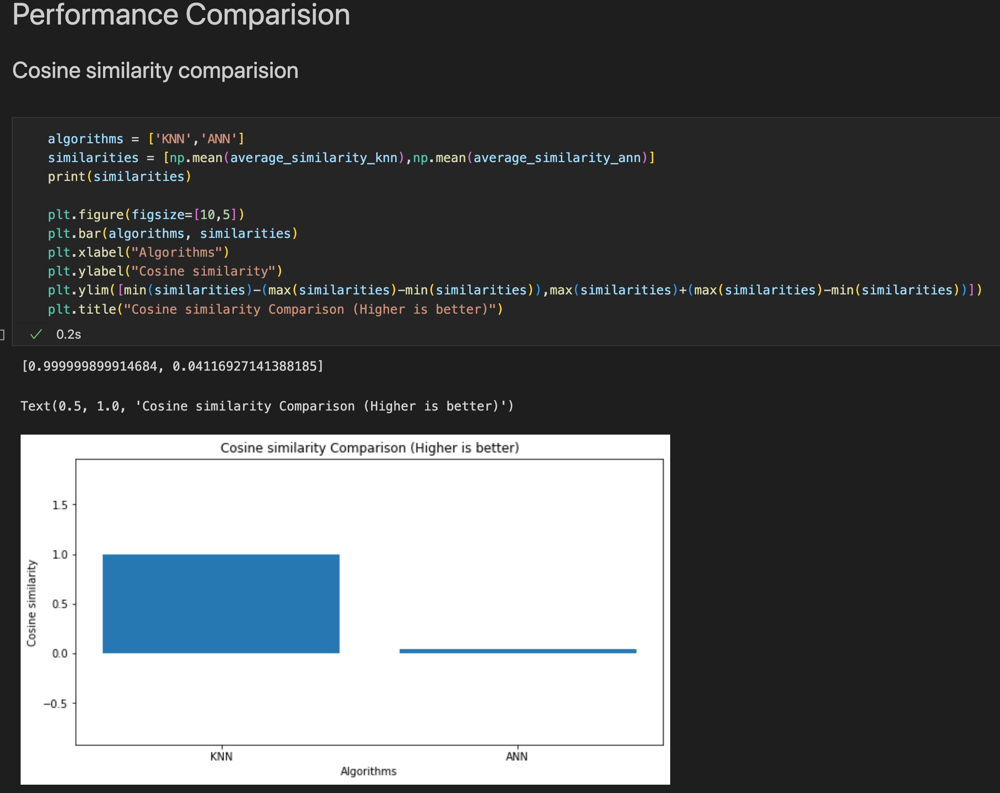 Performance Comparision
Cosine similarity comparision
algorithms = ['KNN','ANN']
similarities = [np.mean(average_similarity_knn),np.mean(average_similarity_ann)]
print(similarities)
plt.figure(figsize=[10,5])
plt.bar(algorithms, similarities)
plt.xlabel("Algorithms")
plt.ylabel("Cosine similarity")
plt.ylim([min(similarities)-(max(similarities)-min(similarities)),max(similarities)+(max(similarities)-min(similarities))])
plt.title("Cosine similarity Comparison (Higher is better)")
0.2s
[0.999999899914684, 0.04116927141388185]
Text(0.5, 1.0, 'Cosine similarity Comparison (Higher is better)')
Cosine similarity Comparison (Higher is better)
1.5
1.0
0.5
0.0
−0.5
Cosine similarity
KNN
ANN
Algorithms